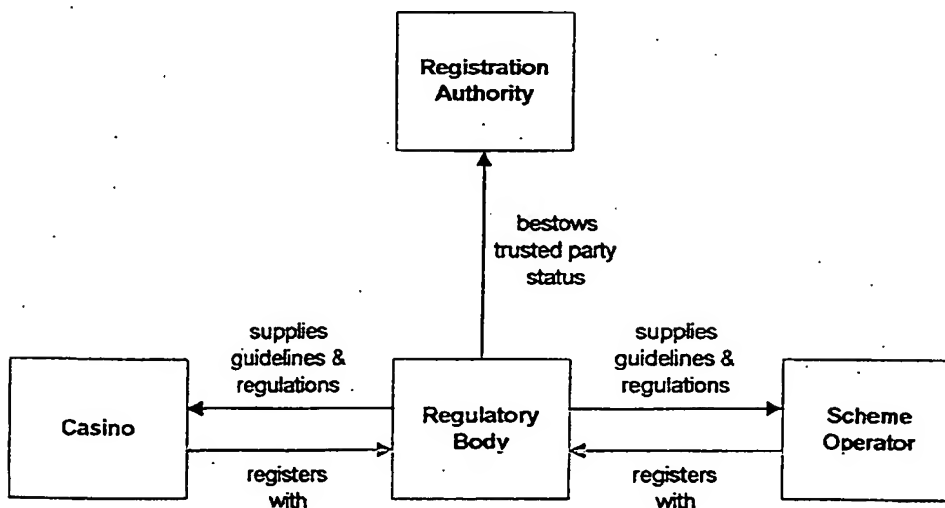 Registration
Authority
bestows
trusted party
status
supplies
guidelines &
regulations
supplies
guidelines &
regulations
Casino
Regulatory
Body
Scheme
Operator
registers
with
registers
with